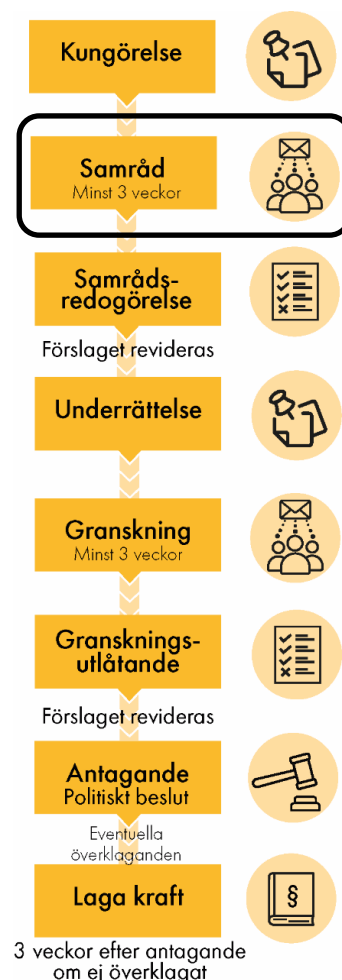 Kungörelse
Samråd
Minst 3 veckor
Samråds-
redogörelse
Förslaget revideras
Underrättelse
Granskning
Minst 3 veckor
Gransknings-
utlåtande
Förslaget revideras
Antagande
Politiskt beslut
Eventuella
överklaganden
Laga kraft
§
3 veckor efter antagande
om ej överklagat